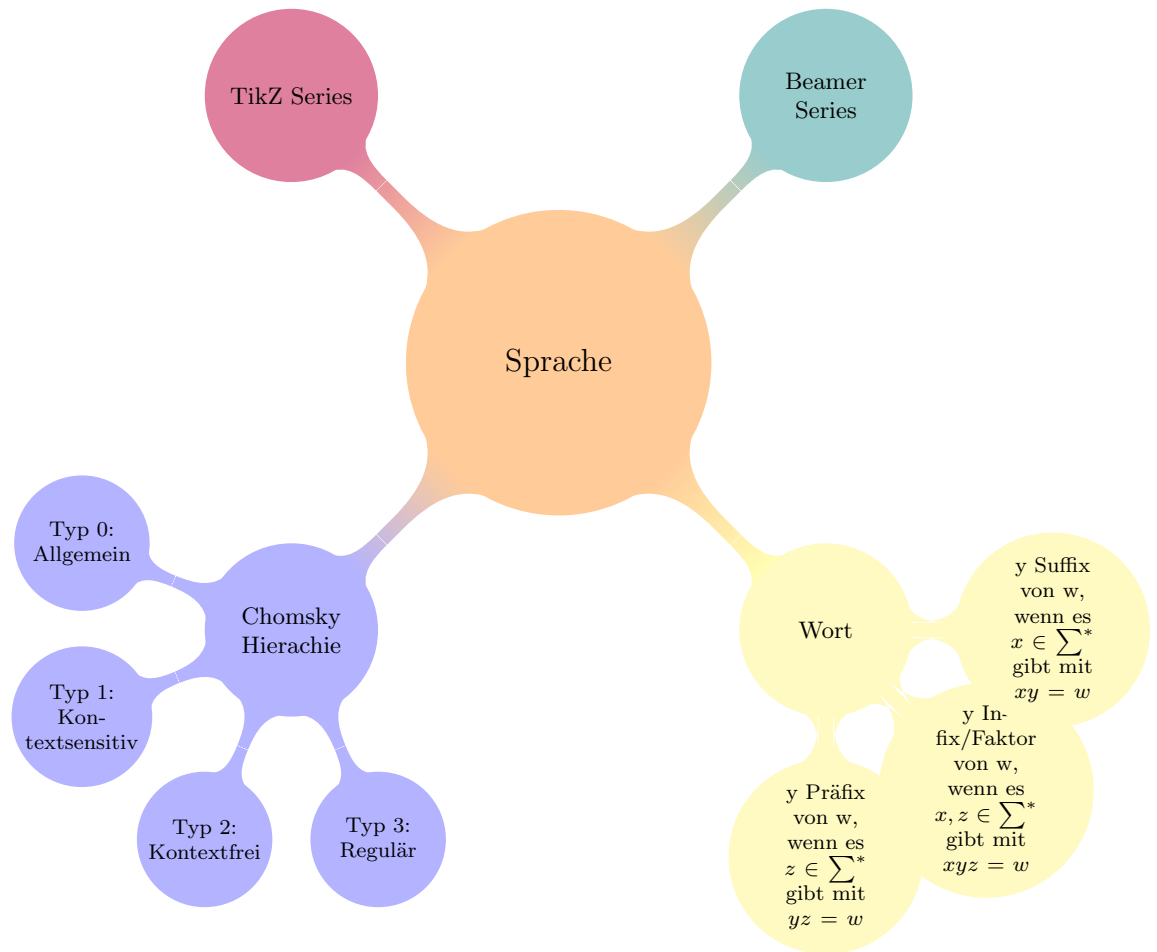 TikZ Series
Beamer
Series
Sprache
Typ 0:
Allgemein
Chomsky
Hierachie
Typ 1:
Kon-
textsensitiv
Typ 2:
Kontextfrei
Typ 3:
Regulär
Wort
y Suffix
von w,
wenn es
x ∈ ∑*
gibt mit
xy = w
y In-
fix/Faktor
von w,
wenn es
x, z ∈ ∑*
gibt mit
xyz = w
y Präfix
von w,
wenn es
z ∈ ∑*
gibt mit
yz = w